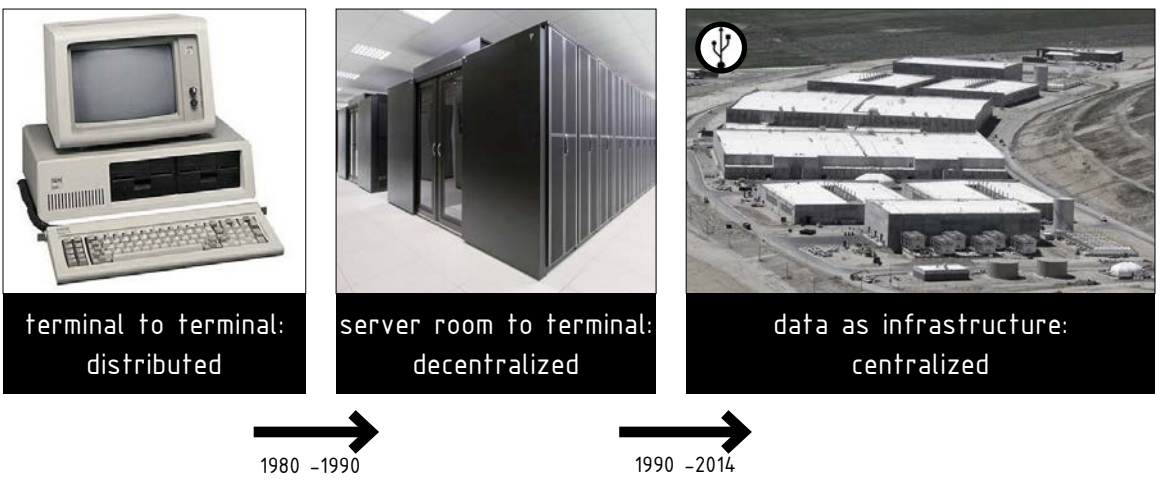 terminal to terminal:
distributed
server room to terminal:
decentralized
data as infrastructure:
centralized
1980 -1990
1990 -2014